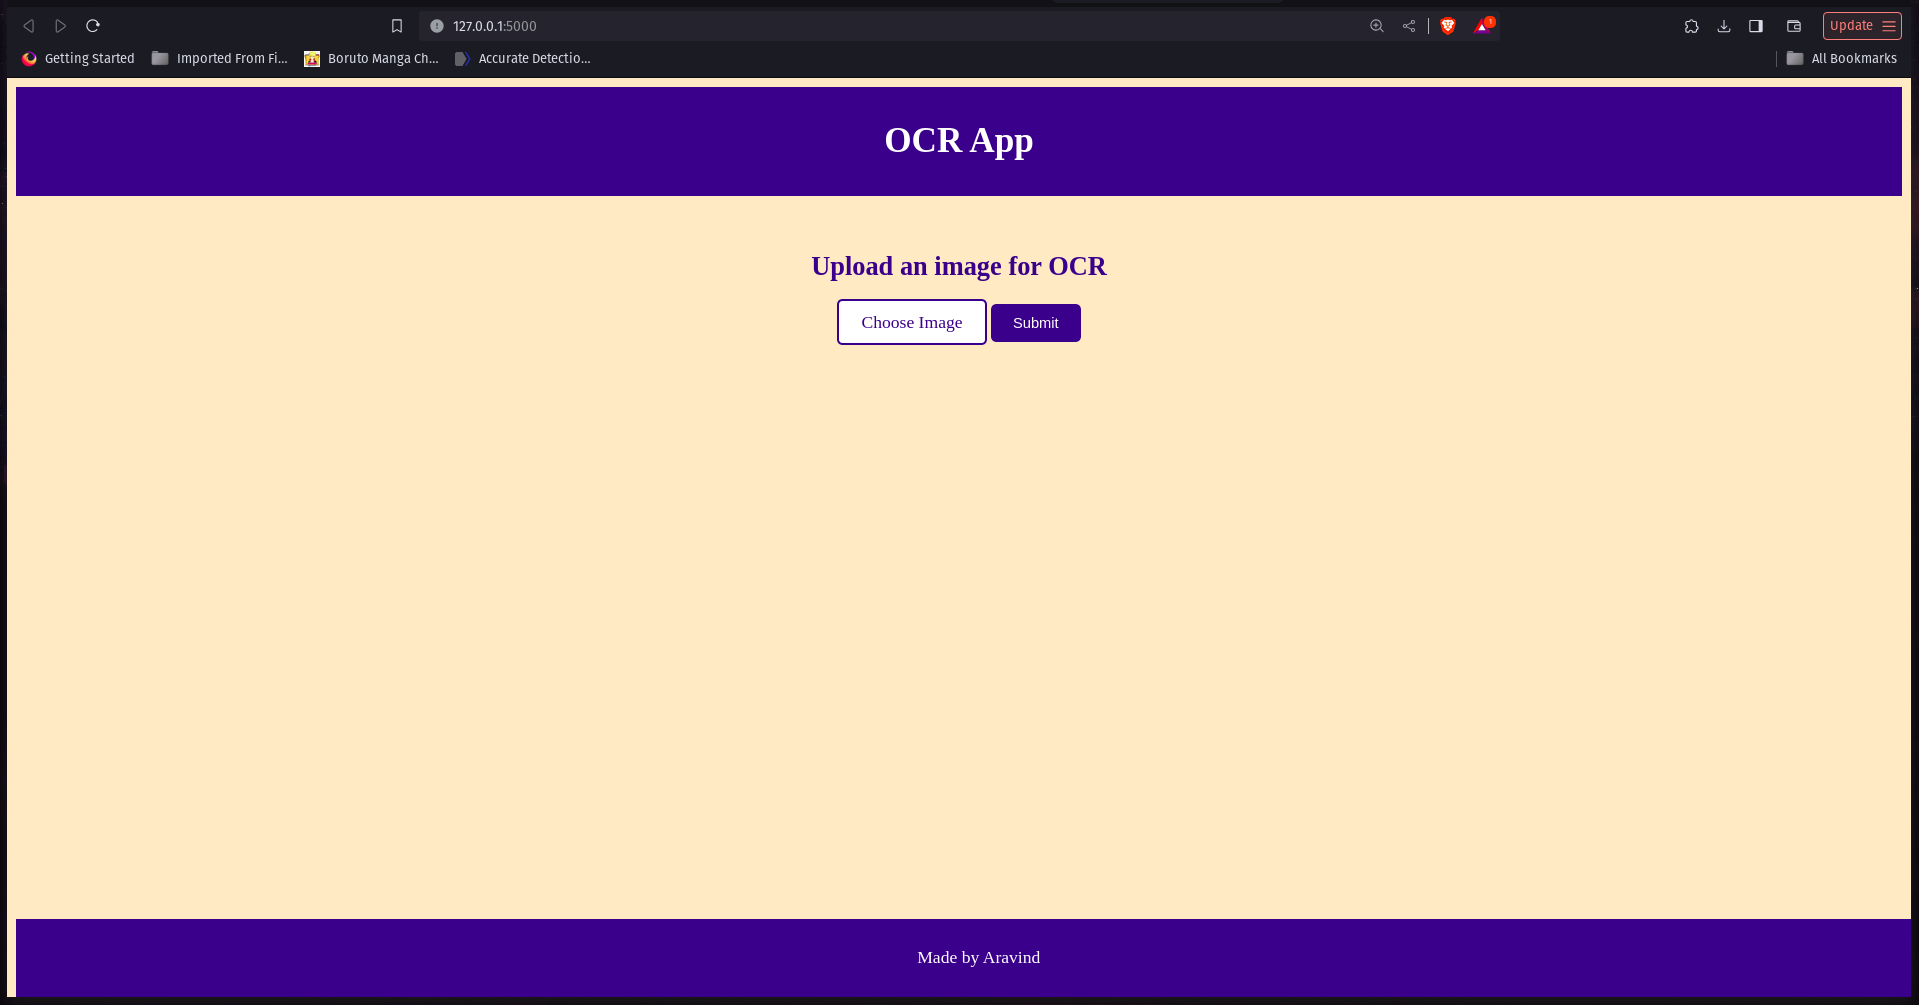 127.0.0.1:5000
1
Update
Getting Started
Imported From Fi...
Boruto Manga Ch...
Accurate Detectio...
All Bookmarks
OCR App
Upload an image for OCR
Choose Image
Submit
Made by Aravind